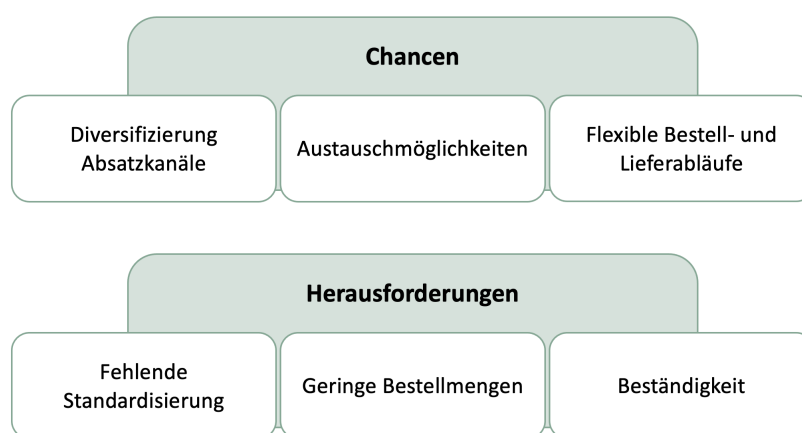 Chancen
Diversifizierung
Absatzkanäle
Austauschmöglichkeiten
Flexible Bestell- und
Lieferabläufe
Herausforderungen
Fehlende
Standardisierung
Geringe Bestellmengen
Beständigkeit